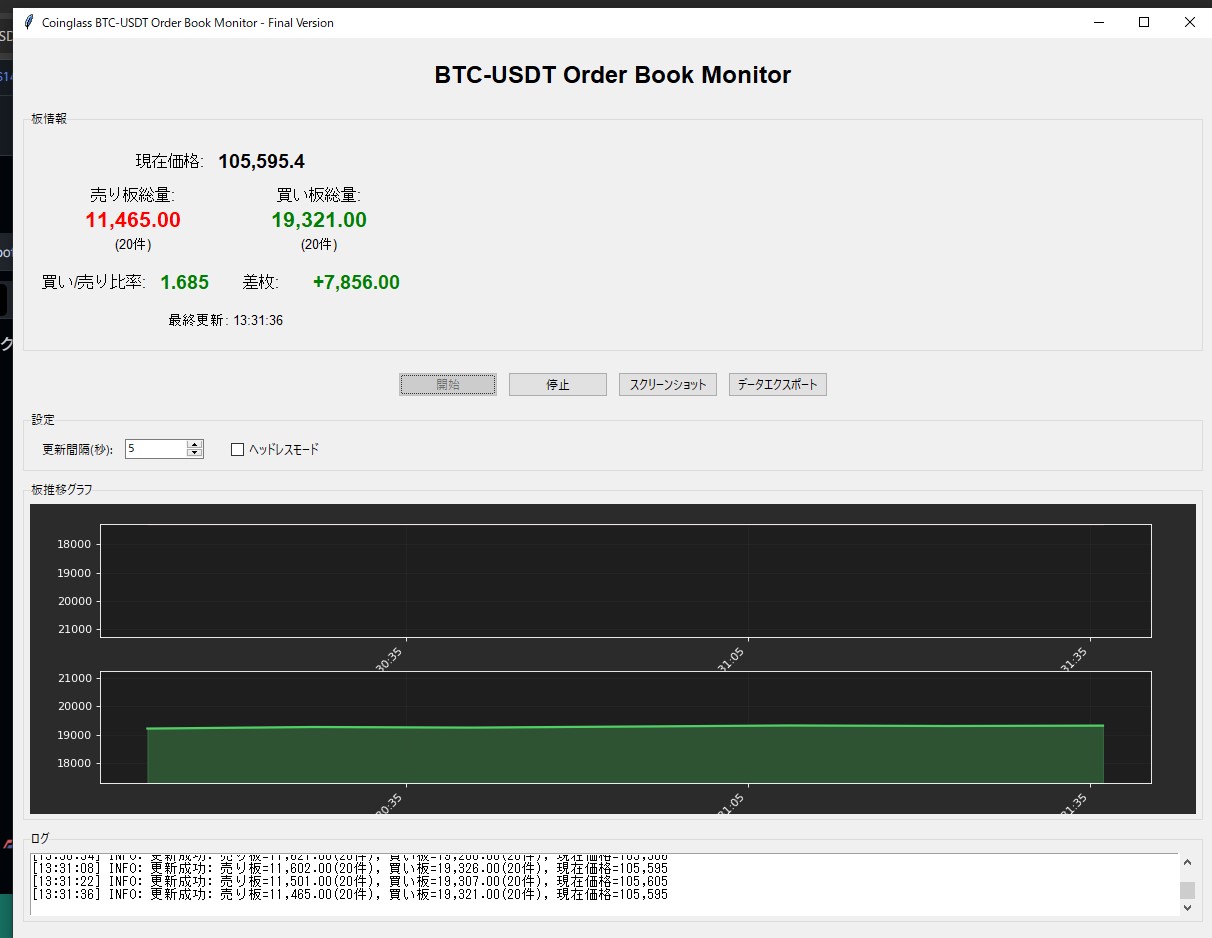 Coinglass BTC-USDT Order Book Monitor - Final Version
BTC-USDT Order Book Monitor
板情報
現在価格: 105,595.4
売り板総量: 買い板総量:
11,465.00 19,321.00
(20件) (20件)
買い/売り比率: 1.685 差枚: +7,856.00
最終更新: 13:31:36
開始 停止 スクリーンショット データエクスポート
設定
更新間隔(秒): 5 ヘッドレスモード
板推移グラフ
18000
19000
20000
21000
30:35 31:05 31:35
21000
20000
19000
18000
ログ
[13:31:08] INFO: 更新成功: 売り板=11,602.00(20件), 買い板=19,326.00(20件), 現在価格=105,595
[13:31:22] INFO: 更新成功: 売り板=11,501.00(20件), 買い板=19,307.00(20件), 現在価格=105,605
[13:31:36] INFO: 更新成功: 売り板=11,465.00(20件), 買い板=19,321.00(20件), 現在価格=105,595